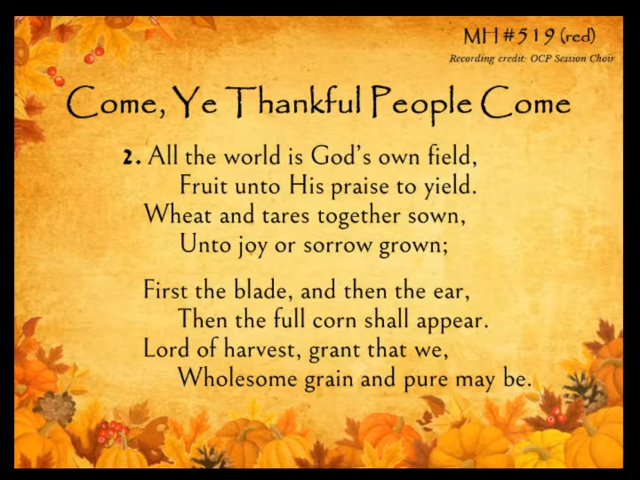 MH#519 (red)
Recording credit: OCP Session Choir
Come, Ye Thankful People Come
2. All the world is God's own field,
Fruit unto His praise to yield.
Wheat and tares together sown,
Unto joy or sorrow grown;
First the blade, and then the ear,
Then the full corn shall appear.
Lord of harvest, grant that we,
Wholesome grain and pure may be.